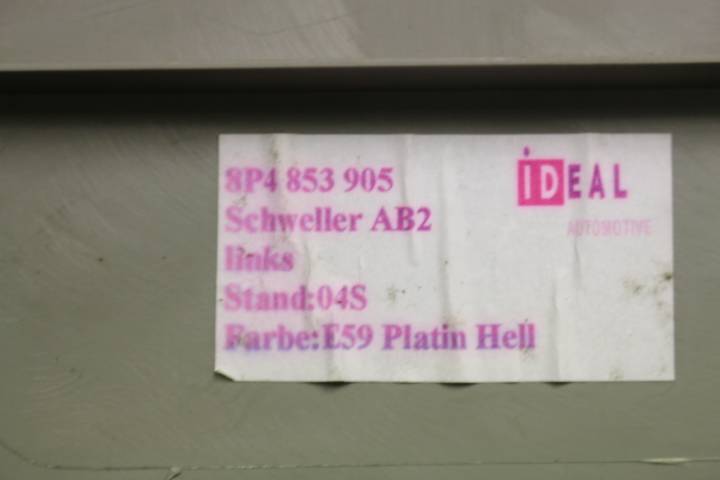 8P4 853 905
Schweller AB2
links
Stand:04S
Farbe:E59 Platin Hell
iDEAL
AUTOMOTIVE